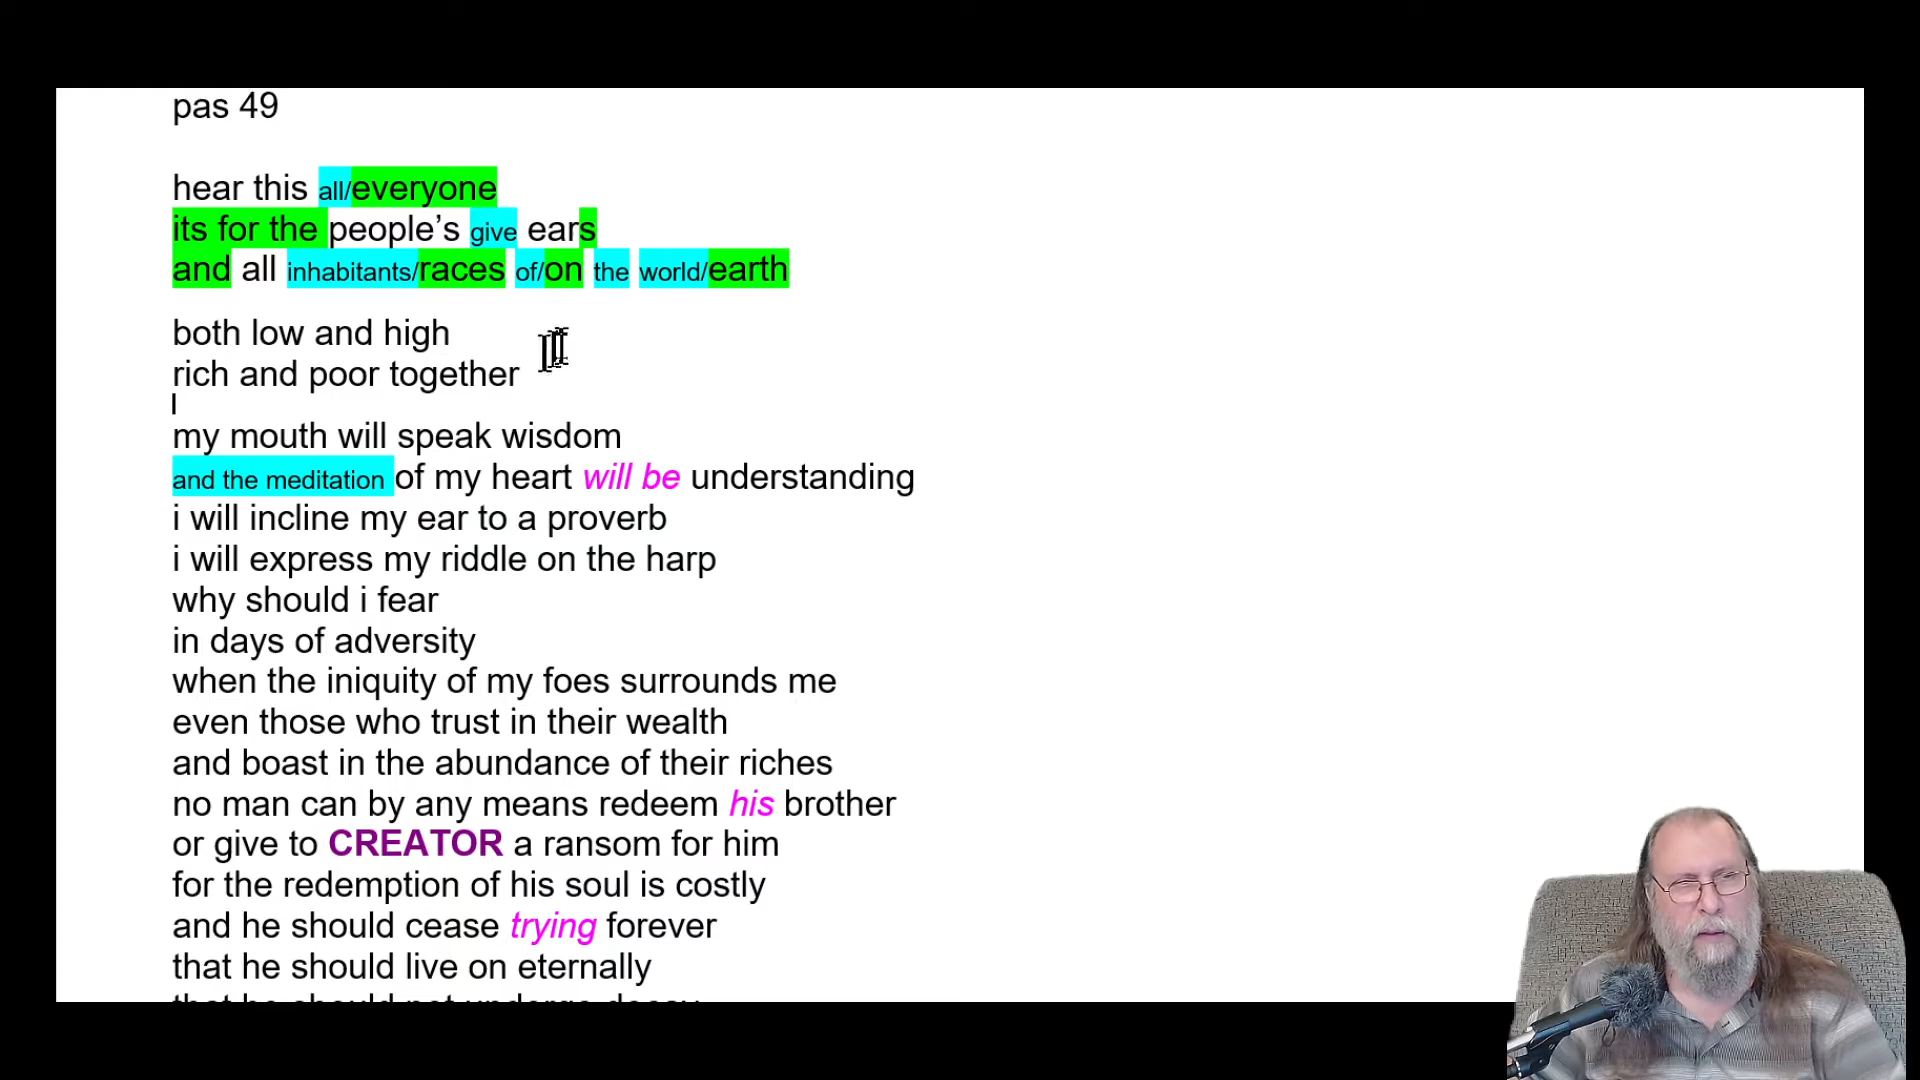 pas 49
hear this all/everyone
its for the people’s give ears
and all inhabitants/races of/on the world/earth
both low and high
rich and poor together
my mouth will speak wisdom
and the meditation of my heart will be understanding
i will incline my ear to a proverb
i will express my riddle on the harp
why should i fear
in days of adversity
when the iniquity of my foes surrounds me
even those who trust in their wealth
and boast in the abundance of their riches
no man can by any means redeem his brother
or give to CREATOR a ransom for him
for the redemption of his soul is costly
and he should cease trying forever
that he should live on eternally
that he should not undergo decay